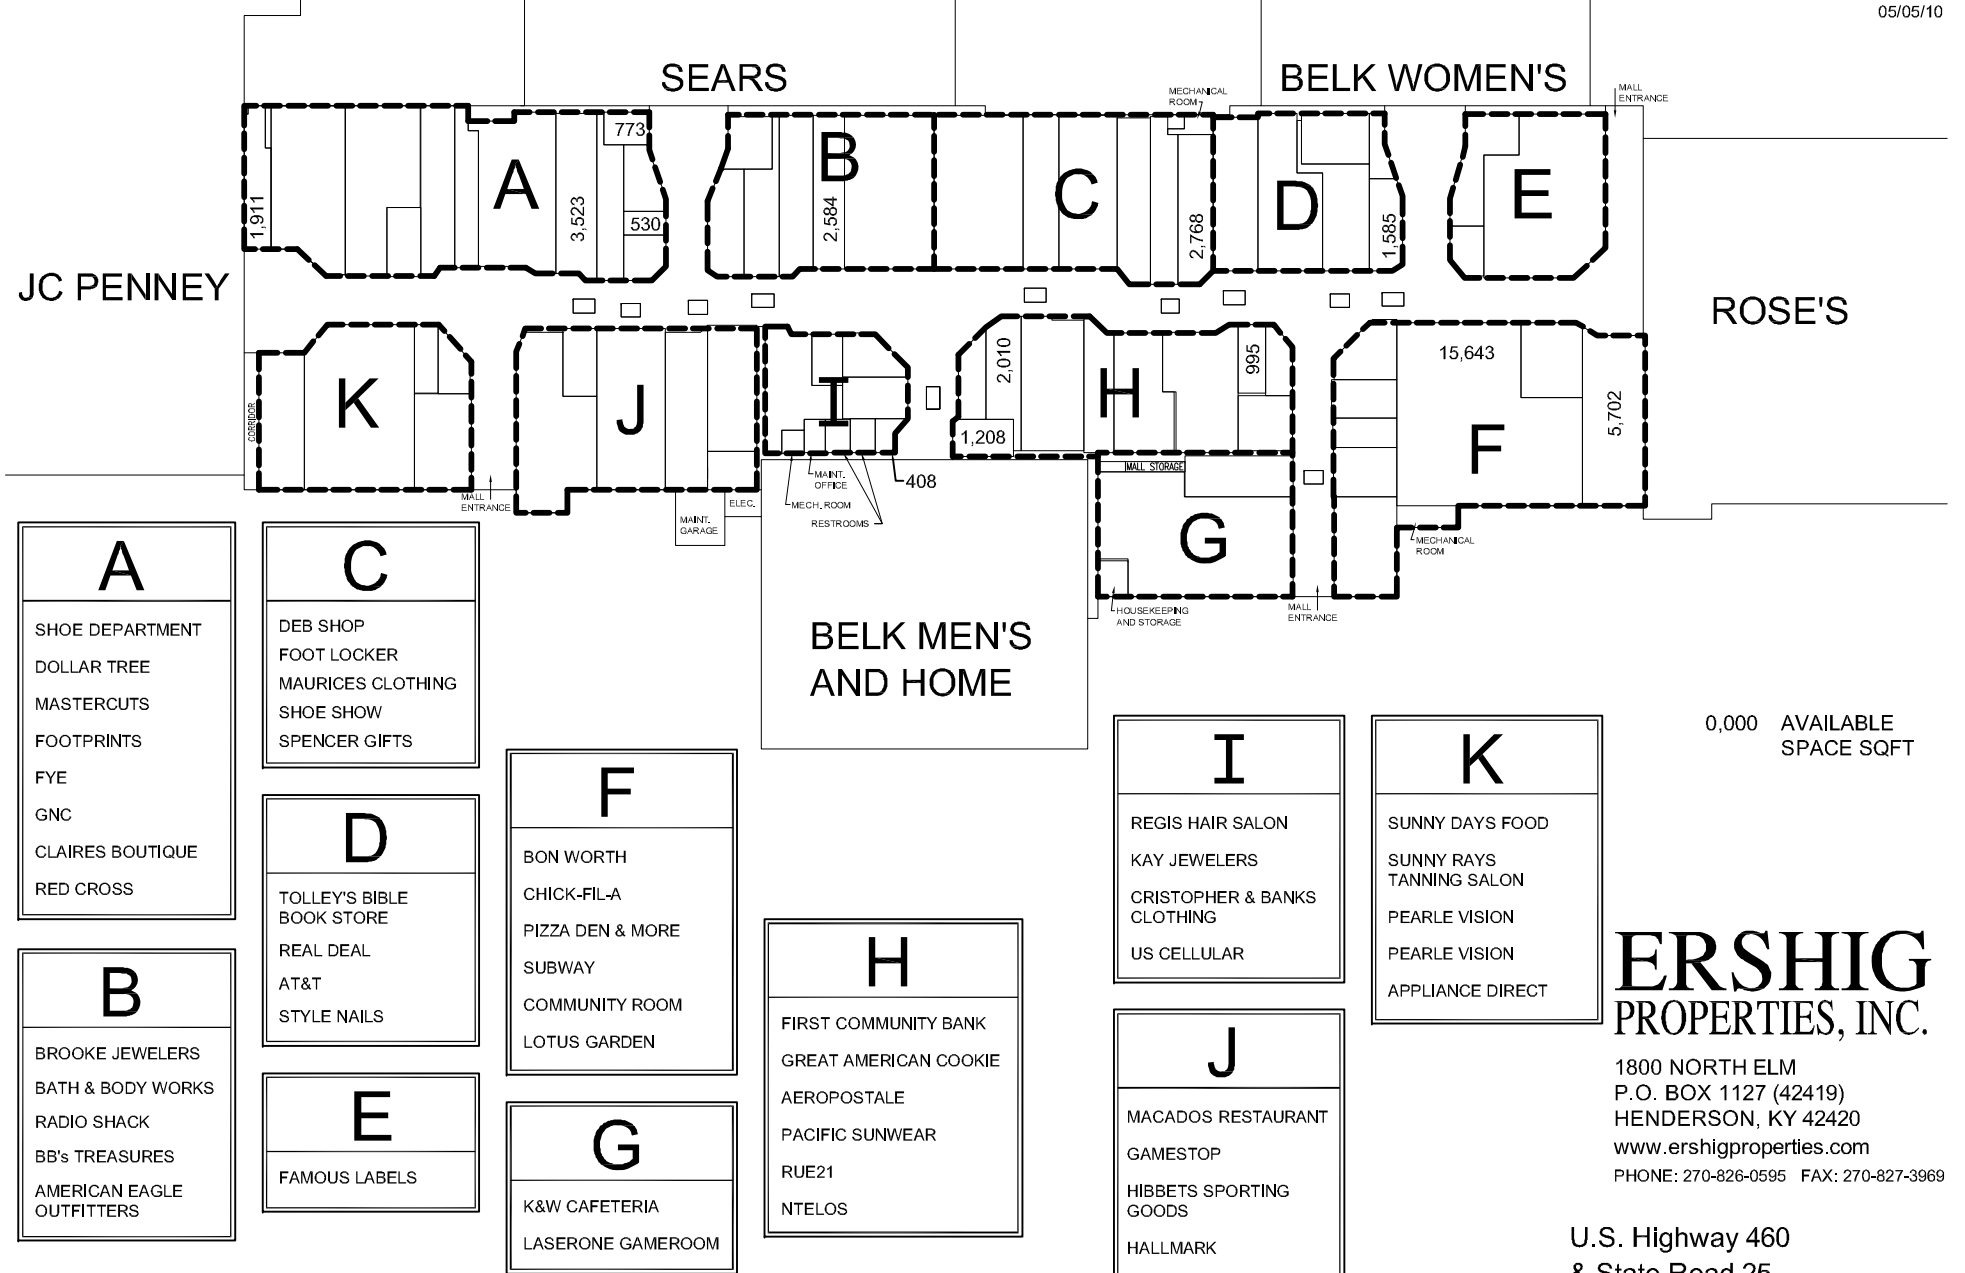 05/05/10
SEARS
BELK WOMEN'S
MECHANICAL
ROOM
MALL
ENTRANCE
773
A
B
C
D
E
1,911
3,523
530
2,584
2,768
1,585
JC PENNEY
ROSE'S
K
J
I
H
F
2,010
995
15,643
5,702
1,208
CORRIDOR
MALL STORAGE
408
MAINT.
OFFICE
MECH. ROOM
RESTROOMS
MALL
ENTRANCE
MAINT.
GARAGE
ELEC.
G
MECHANICAL
ROOM
HOUSEKEEPING
AND STORAGE
MALL
ENTRANCE
BELK MEN'S
AND HOME
0,000 AVAILABLE
SPACE SQFT
A
SHOE DEPARTMENT
DOLLAR TREE
MASTERCUTS
FOOTPRINTS
FYE
GNC
CLAIRES BOUTIQUE
RED CROSS
B
BROOKE JEWELERS
BATH & BODY WORKS
RADIO SHACK
BB's TREASURES
AMERICAN EAGLE
OUTFITTERS
C
DEB SHOP
FOOT LOCKER
MAURICES CLOTHING
SHOE SHOW
SPENCER GIFTS
D
TOLLEY'S BIBLE
BOOK STORE
REAL DEAL
AT&T
STYLE NAILS
E
FAMOUS LABELS
F
BON WORTH
CHICK-FIL-A
PIZZA DEN & MORE
SUBWAY
COMMUNITY ROOM
LOTUS GARDEN
G
K&W CAFETERIA
LASERONE GAMEROOM
H
FIRST COMMUNITY BANK
GREAT AMERICAN COOKIE
AEROPOSTALE
PACIFIC SUNWEAR
RUE21
NTELOS
I
REGIS HAIR SALON
KAY JEWELERS
CRISTOPHER & BANKS
CLOTHING
US CELLULAR
J
MACADOS RESTAURANT
GAMESTOP
HIBBETS SPORTING
GOODS
HALLMARK
K
SUNNY DAYS FOOD
SUNNY RAYS
TANNING SALON
PEARLE VISION
PEARLE VISION
APPLIANCE DIRECT
ERSHIG
PROPERTIES, INC.
1800 NORTH ELM
P.O. BOX 1127 (42419)
HENDERSON, KY 42420
www.ershigproperties.com
PHONE: 270-826-0595 FAX: 270-827-3969
U.S. Highway 460
& State Road 25